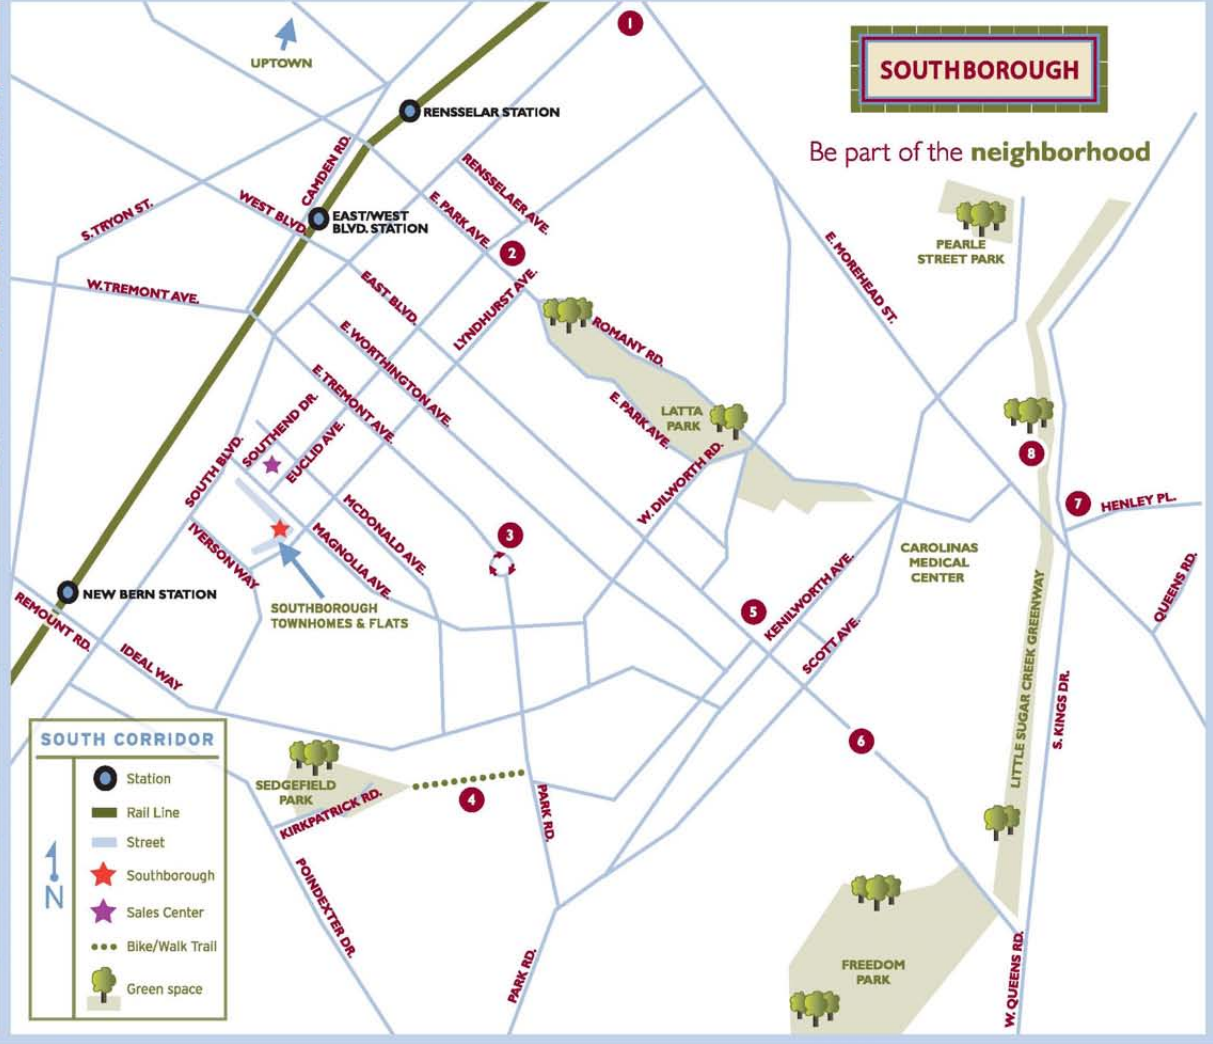 SOUTHBOROUGH
Be part of the neighborhood
UPTOWN
1
RENSSELAR STATION
CAMDEN RD.
RENSSELAER AVE.
S. TRYON ST.
WEST BLVD.
EAST/WEST
BLVD. STATION
E. PARK AVE.
2
PEARLE
STREET PARK
E. MOREHEAD ST.
W. TREMONT AVE.
EAST BLVD.
LYNDHURST AVE.
E. WORTHINGTON AVE.
ROMANY RD.
E. TREMONT AVE.
LATTA
PARK
E. PARK AVE.
SOUTHEND DR.
EUCLID AVE.
SOUTH BLVD.
W. DILWORTH RD.
8
7
HENLEY PL.
MCDONALD AVE.
MAGNOLIA AVE.
IVERSON WAY
3
CAROLINAS
MEDICAL
CENTER
QUEENS RD.
NEW BERN STATION
REMOUNT RD.
SOUTHBOROUGH
TOWNHOMES & FLATS
5
KENILWORTH AVE.
SCOTT AVE.
LITTLE SUGAR CREEK GREENWAY
IDEAL WAY
S. KINGS DR.
6
SEDGEFIELD
PARK
KIRKPATRICK RD.
4
PARK RD.
POINDEXTER DR.
PARK RD.
FREEDOM
PARK
W. QUEENS RD.
SOUTH CORRIDOR
Station
Rail Line
Street
Southborough
Sales Center
Bike/Walk Trail
Green space
N